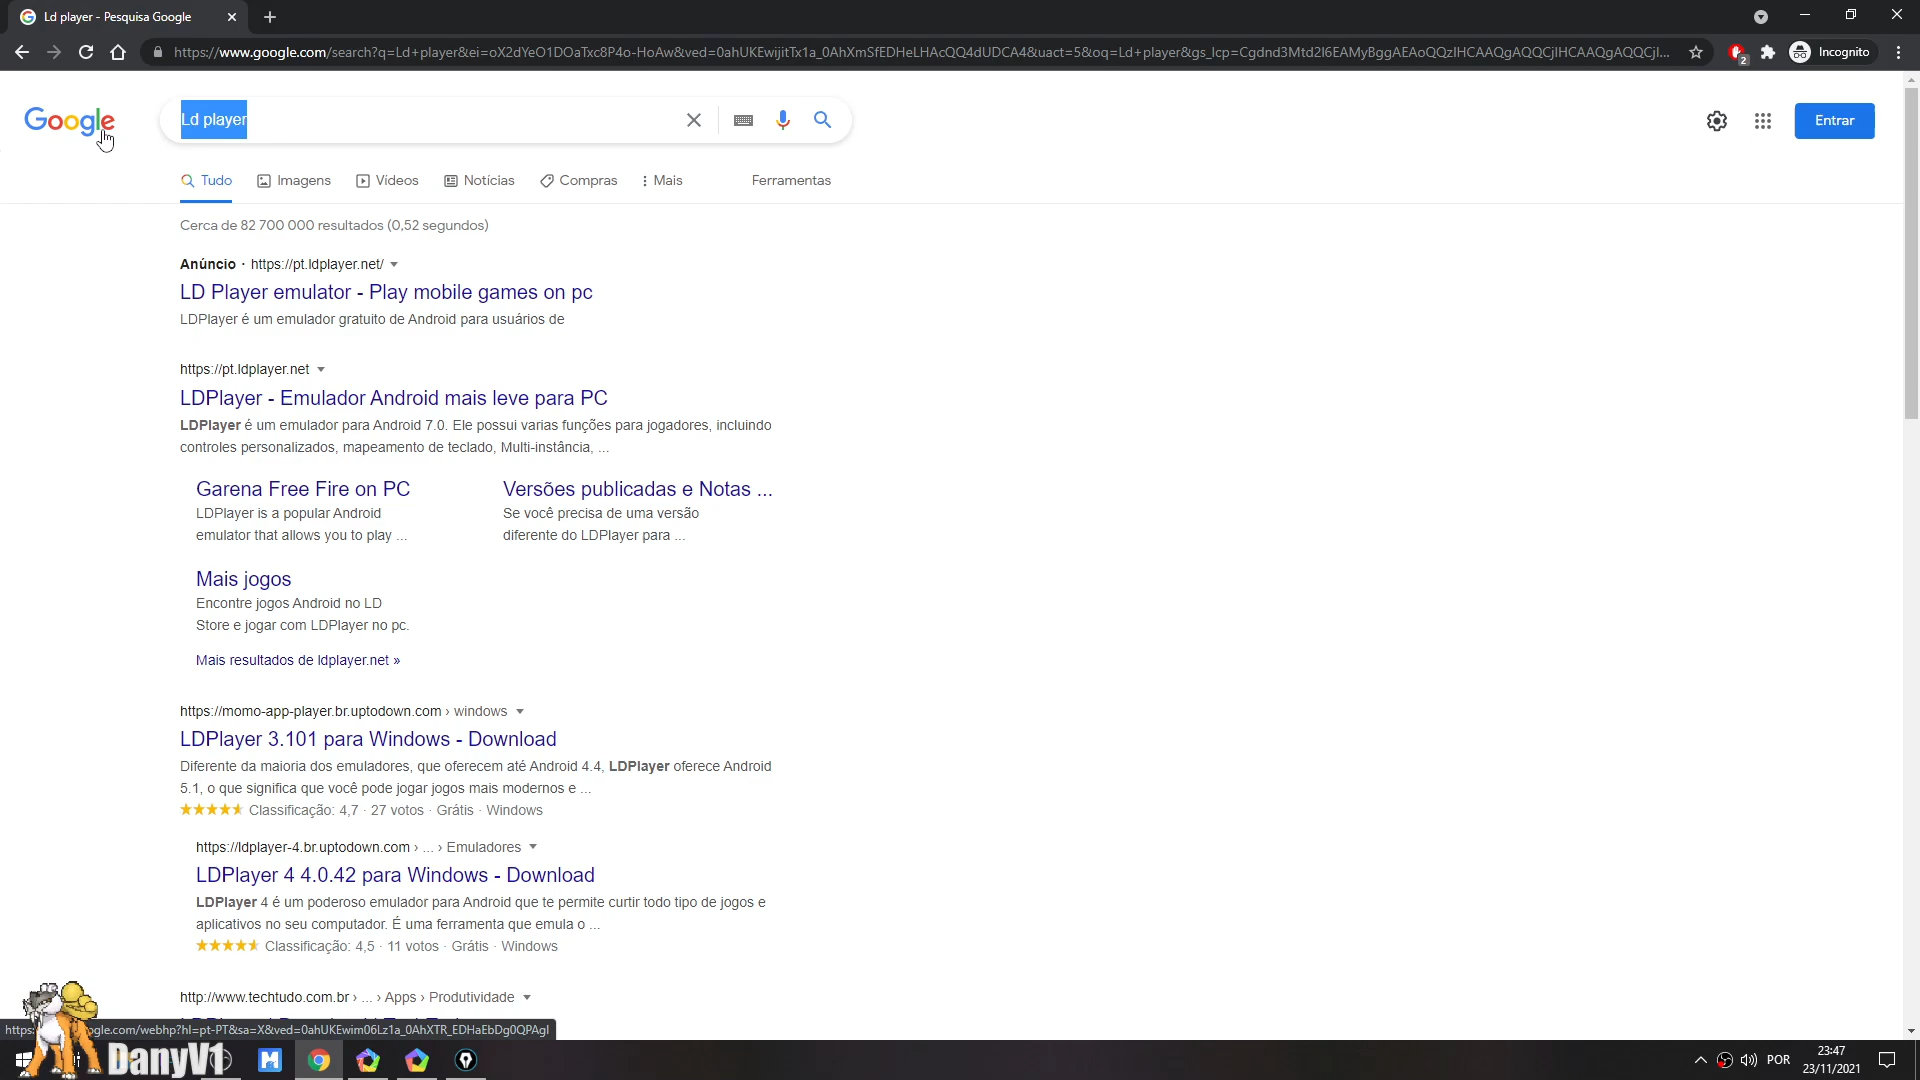 Ld player - Pesquisa Google
https://www.google.com/search?q=Ld+player&ei=oX2dYeO1DOaTxc8P4o-HoAw&ved=0ahUKEwijitTx1a_0AhXmSfEDHeLHAcQQ4dUDCA4&uact=5&oq=Ld+player&gs_lcp=Cgdnd3Mtd2l6EAMyBggAEAoQQzIHCAAQgAQQCjIHCAAQgAQQCjI...
2
Incognito
Google
Ld player
Entrar
Tudo
Imagens
Vídeos
Notícias
Compras
Mais
Ferramentas
Cerca de 82 700 000 resultados (0,52 segundos)
Anúncio · https://pt.ldplayer.net/
LD Player emulator - Play mobile games on pc
LDPlayer é um emulador gratuito de Android para usuários de
https://pt.ldplayer.net
LDPlayer - Emulador Android mais leve para PC
LDPlayer é um emulador para Android 7.0. Ele possui varias funções para jogadores, incluindo
controles personalizados, mapeamento de teclado, Multi-instância, ...
Garena Free Fire on PC
LDPlayer is a popular Android
emulator that allows you to play ...
Versões publicadas e Notas ...
Se você precisa de uma versão
diferente do LDPlayer para ...
Mais jogos
Encontre jogos Android no LD
Store e jogar com LDPlayer no pc.
Mais resultados de ldplayer.net »
https://momo-app-player.br.uptodown.com › windows
LDPlayer 3.101 para Windows - Download
Diferente da maioria dos emuladores, que oferecem até Android 4.4, LDPlayer oferece Android
5.1, o que significa que você pode jogar jogos mais modernos e ...
Classificação: 4,7 · 27 votos · Grátis · Windows
https://ldplayer-4.br.uptodown.com › ... › Emuladores
LDPlayer 4 4.0.42 para Windows - Download
LDPlayer 4 é um poderoso emulador para Android que te permite curtir todo tipo de jogos e
aplicativos no seu computador. É uma ferramenta que emula o ...
Classificação: 4,5 · 11 votos · Grátis · Windows
http://www.techtudo.com.br › ... › Apps › Produtividade
gle.com/webhp?hl=pt-PT&sa=X&ved=0ahUKEwim06Lz1a_0AhXTR_EDHaEbDg0QPAgI
DanyV1
POR
23:47
23/11/2021